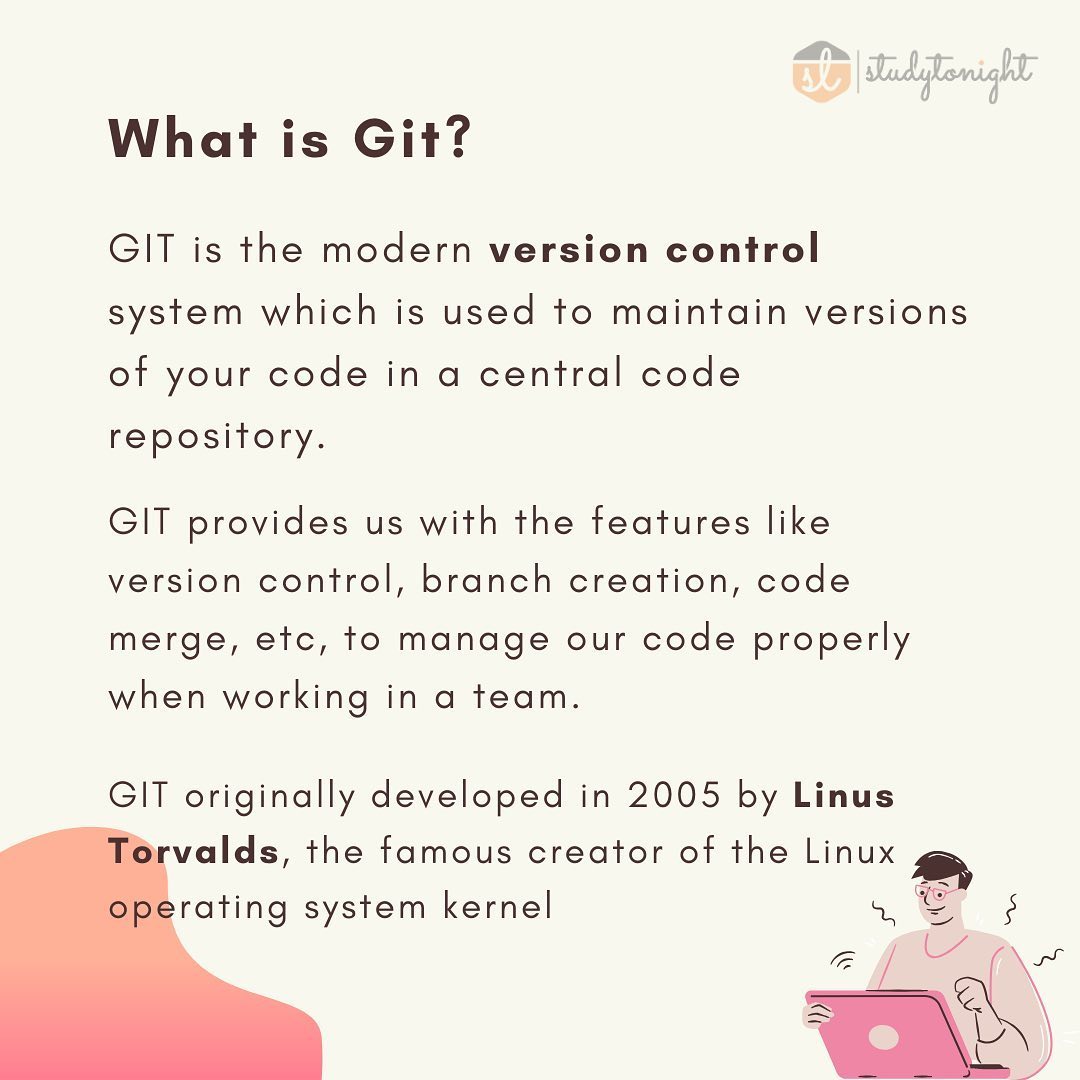 sl studytonight
What is Git?
GIT is the modern version control
system which is used to maintain versions
of your code in a central code
repository.
GIT provides us with the features like
version control, branch creation, code
merge, etc, to manage our code properly
when working in a team.
GIT originally developed in 2005 by Linus
Torvalds, the famous creator of the Linux
operating system kernel